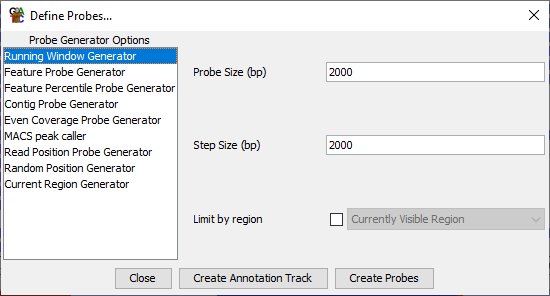 Define Probes...
Probe Generator Options
Running Window Generator
Feature Probe Generator
Feature Percentile Probe Generator
Contig Probe Generator
Even Coverage Probe Generator
MACS peak caller
Read Position Probe Generator
Random Position Generator
Current Region Generator
Probe Size (bp) 2000
Step Size (bp) 2000
Limit by region Currently Visible Region
Close Create Annotation Track Create Probes